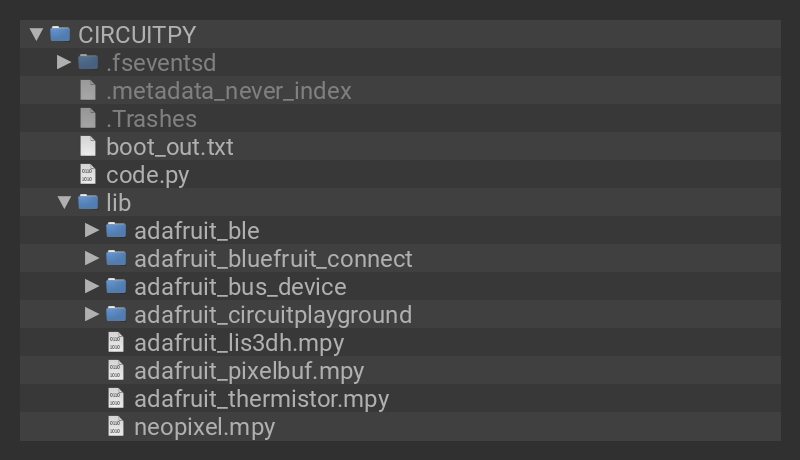 CIRCUITPY
.fseventsd
.metadata_never_index
.Trashes
boot_out.txt
code.py
lib
adafruit_ble
adafruit_bluefruit_connect
adafruit_bus_device
adafruit_circuitplayground
adafruit_lis3dh.mpy
adafruit_pixelbuf.mpy
adafruit_thermistor.mpy
neopixel.mpy